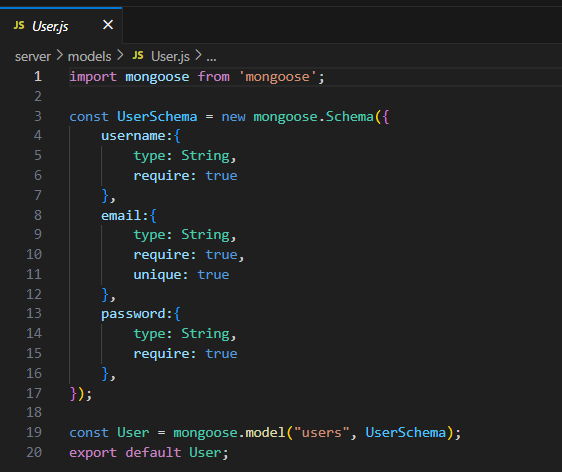 JS User.js ×
server > models > JS User.js > ...
1 import mongoose from 'mongoose';
2
3 const UserSchema = new mongoose.Schema({
4     username:{
5         type: String,
6         require: true
7     },
8     email:{
9         type: String,
10         require: true,
11         unique: true
12     },
13     password:{
14         type: String,
15         require: true
16     },
17 });
18
19 const User = mongoose.model("users", UserSchema);
20 export default User;